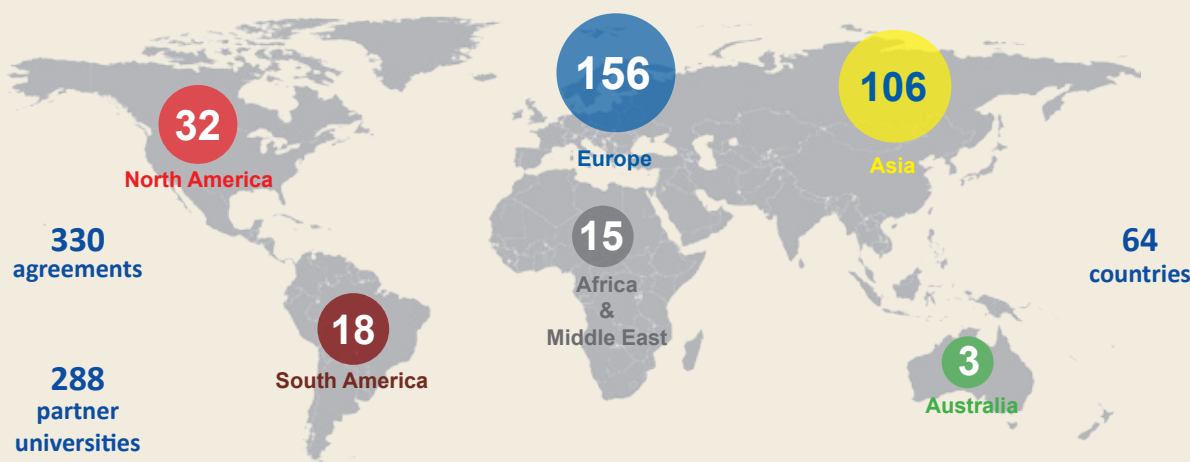 156
Europe
106
Asia
32
North America
330
agreements
15
Africa
&
Middle East
64
countries
18
South America
3
Australia
288
partner
universities